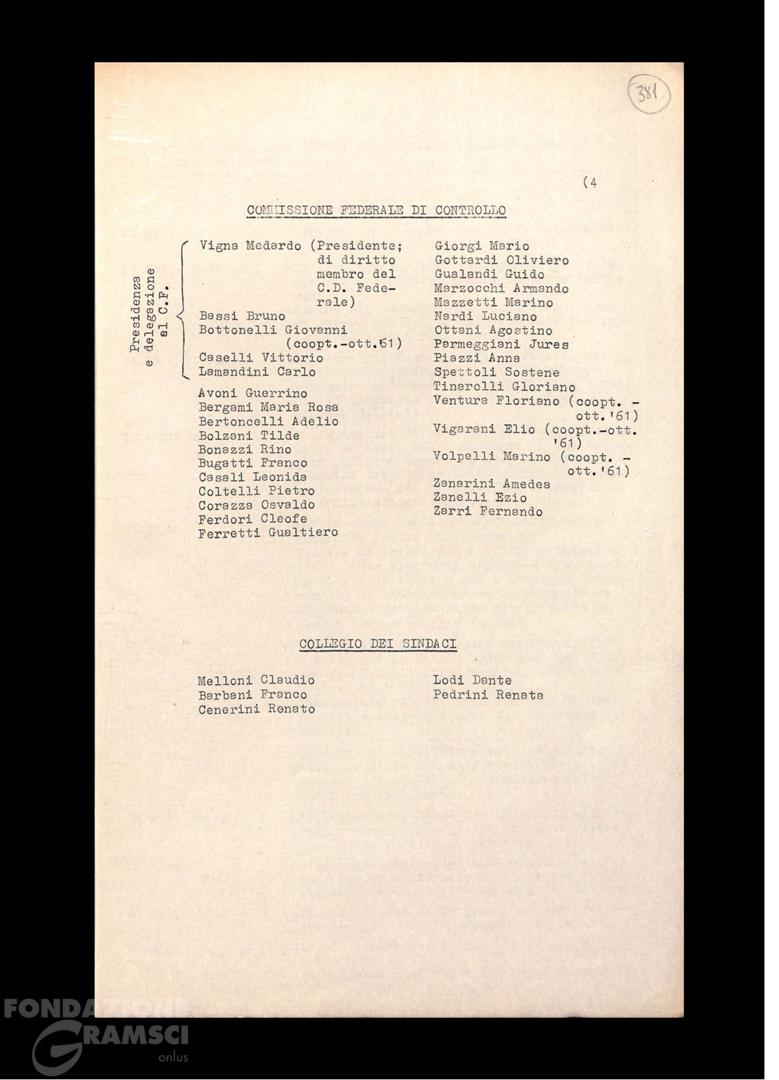 381
(4
COMMISSIONE FEDERALE DI CONTROLLO
Presidenza
e delegazione
al C.F.
Vigna Medardo (Presidente;
di diritto
membro del
C.D. Fede-
rale)
Bassi Bruno
Bottonelli Giovanni
(coopt.-ott.'61)
Caselli Vittorio
Lamandini Carlo
Avoni Guerrino
Bergami Maria Rosa
Bertoncelli Adelio
Bolzani Tilde
Bonazzi Rino
Bugatti Franco
Casali Leonida
Coltelli Pietro
Corazza Osvaldo
Ferdori Cleofe
Ferretti Gualtiero
Giorgi Mario
Gottardi Oliviero
Gualandi Guido
Marzocchi Armando
Mazzetti Marino
Nardi Luciano
Ottani Agostino
Parmeggiani Jures
Piazzi Anna
Spettoli Sostene
Tinarelli Gloriano
Ventura Floriano (coopt. -
ott.'61)
Vigarani Elio (coopt.-ott.
'61)
Volpelli Marino (coopt. -
ott.'61)
Zanarini Amedea
Zanelli Ezio
Zarri Fernando
COLLEGIO DEI SINDACI
Melloni Claudio
Barbani Franco
Cenerini Renato
Lodi Dante
Pedrini Renata
FONDAZIONE
GRAMSCI
onlus